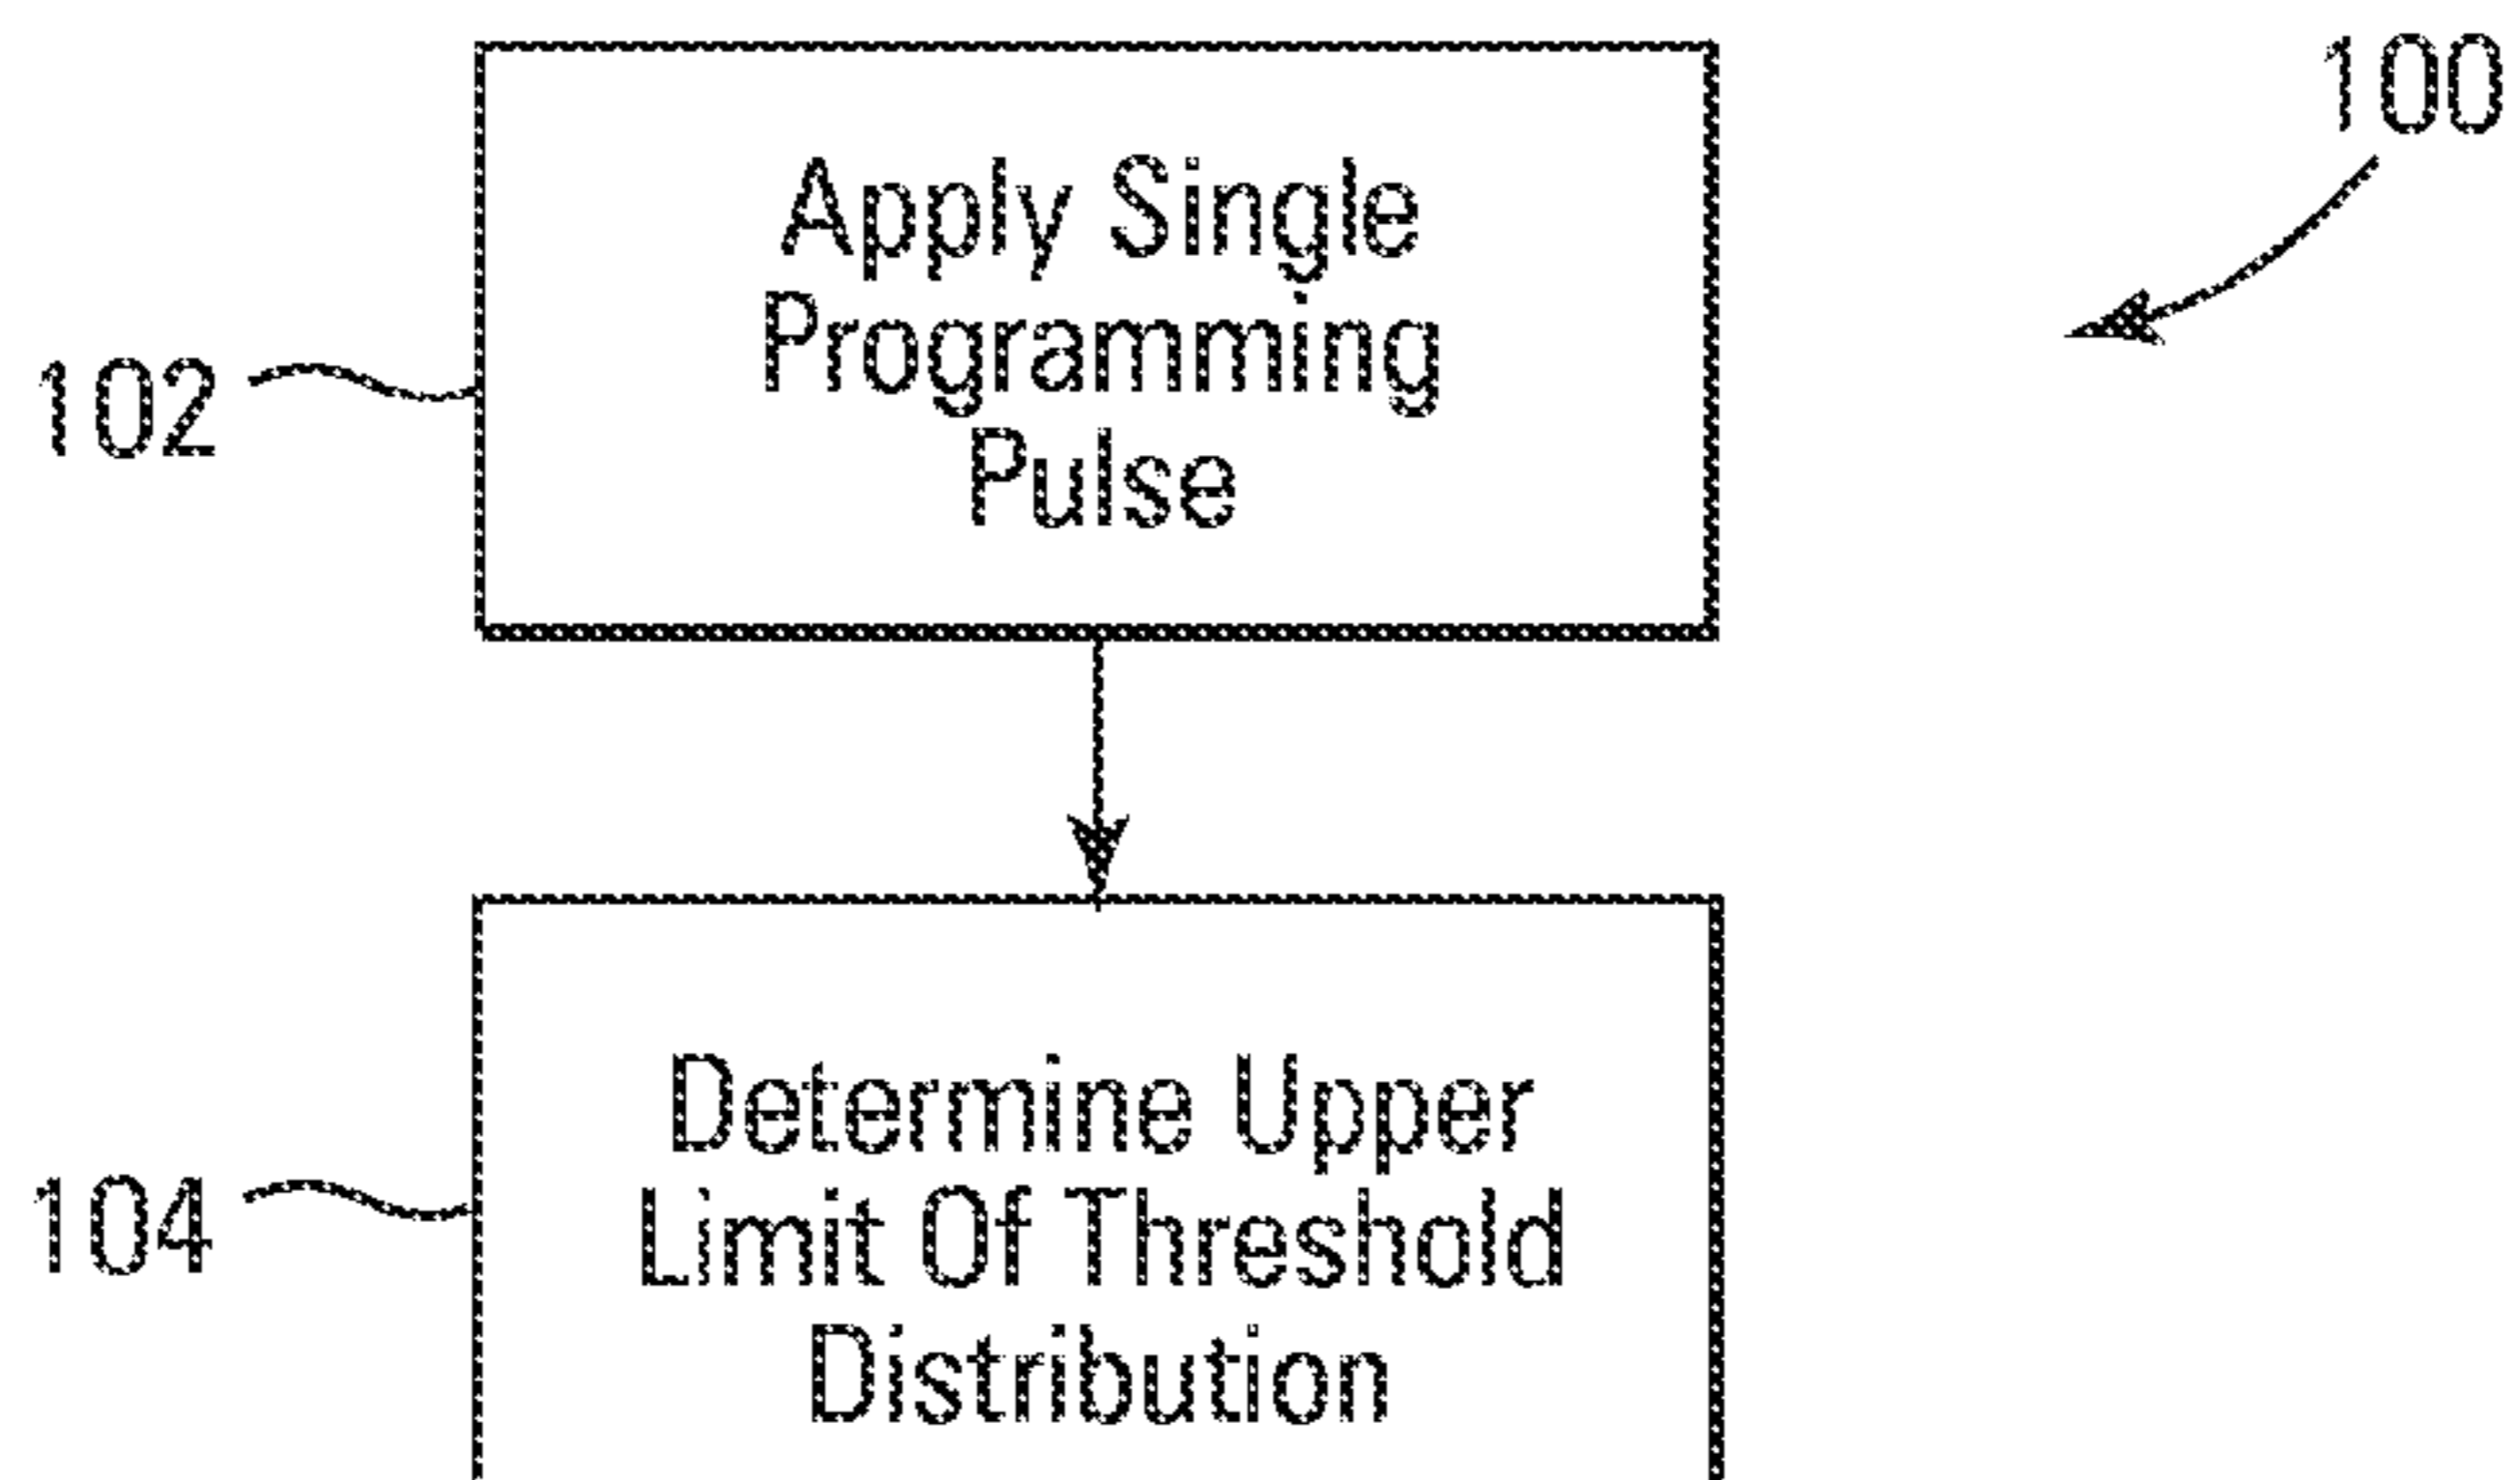 100
Apply Single
Programming
Pulse
102
Determine Upper
Limit Of Threshold
Distribution
104